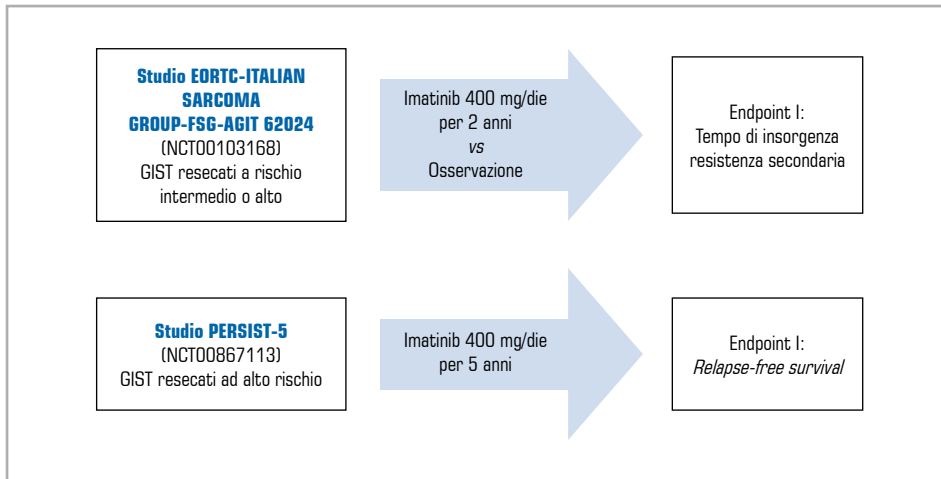 Studio EORTC-ITALIAN
SARCOMA
GROUP-FSG-AGIT 62024
(NCT00103168)
GIST resecati a rischio
intermedio o alto
Imatinib 400 mg/die
per 2 anni
vs
Osservazione
Endpoint I:
Tempo di insorgenza
resistenza secondaria
Studio PERSIST-5
(NCT00867113)
GIST resecati ad alto rischio
Imatinib 400 mg/die
per 5 anni
Endpoint I:
Relapse-free survival